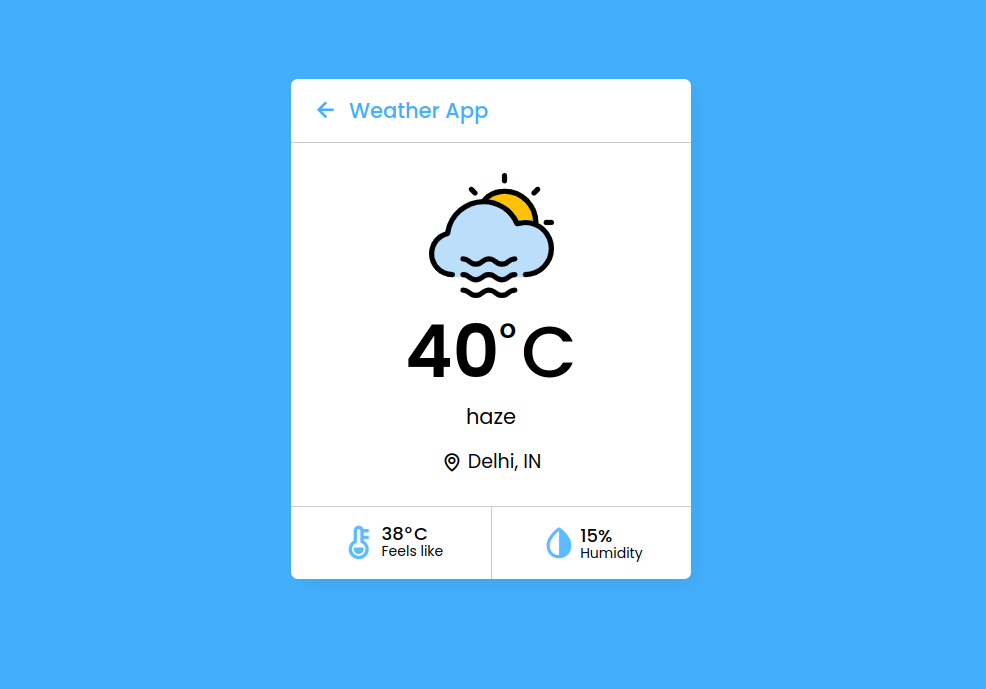 Weather App
40°C
haze
Delhi, IN
38°C
Feels like
15%
Humidity